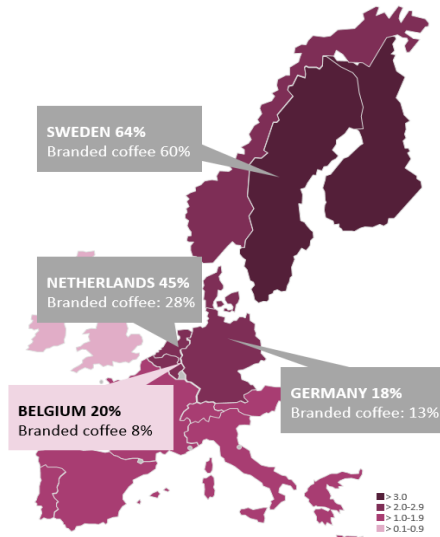 SWEDEN 64%
Branded coffee 60%
NETHERLANDS 45%
Branded coffee: 28%
BELGIUM 20%
Branded coffee 8%
GERMANY 18%
Branded coffee: 13%
> 3.0
> 2.0-2.9
> 1.0-1.9
> 0.1-0.9